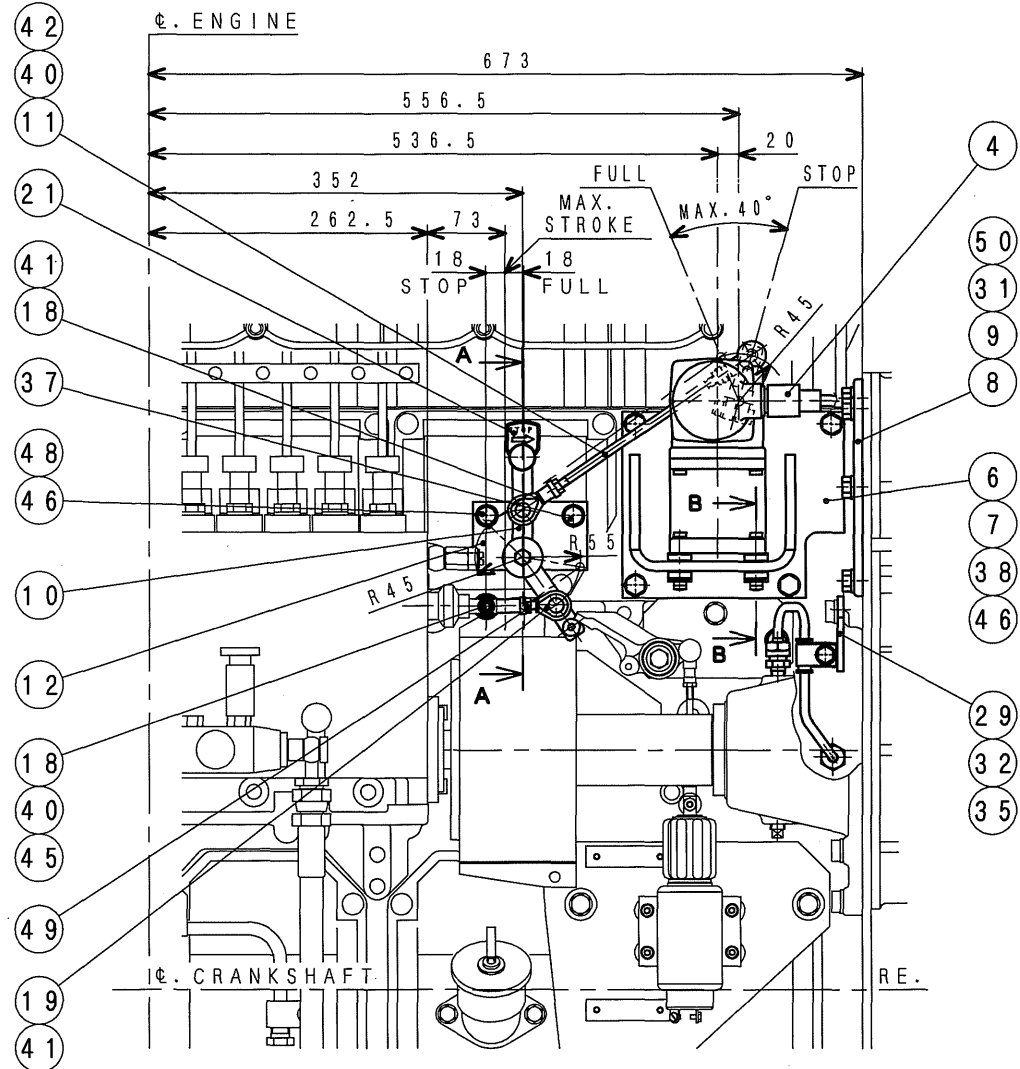 ℄. ENGINE
673
556.5
536.5
20
352
FULL
STOP
MAX. STROKE
MAX. 40°
262.5
73
18
18
STOP
FULL
R45
A
STOP
B
R55
R45
B
A
℄. CRANKSHAFT
RE.
42
40
11
21
41
18
37
48
46
10
12
18
40
45
49
19
41
4
50
31
9
8
6
7
38
46
29
32
35